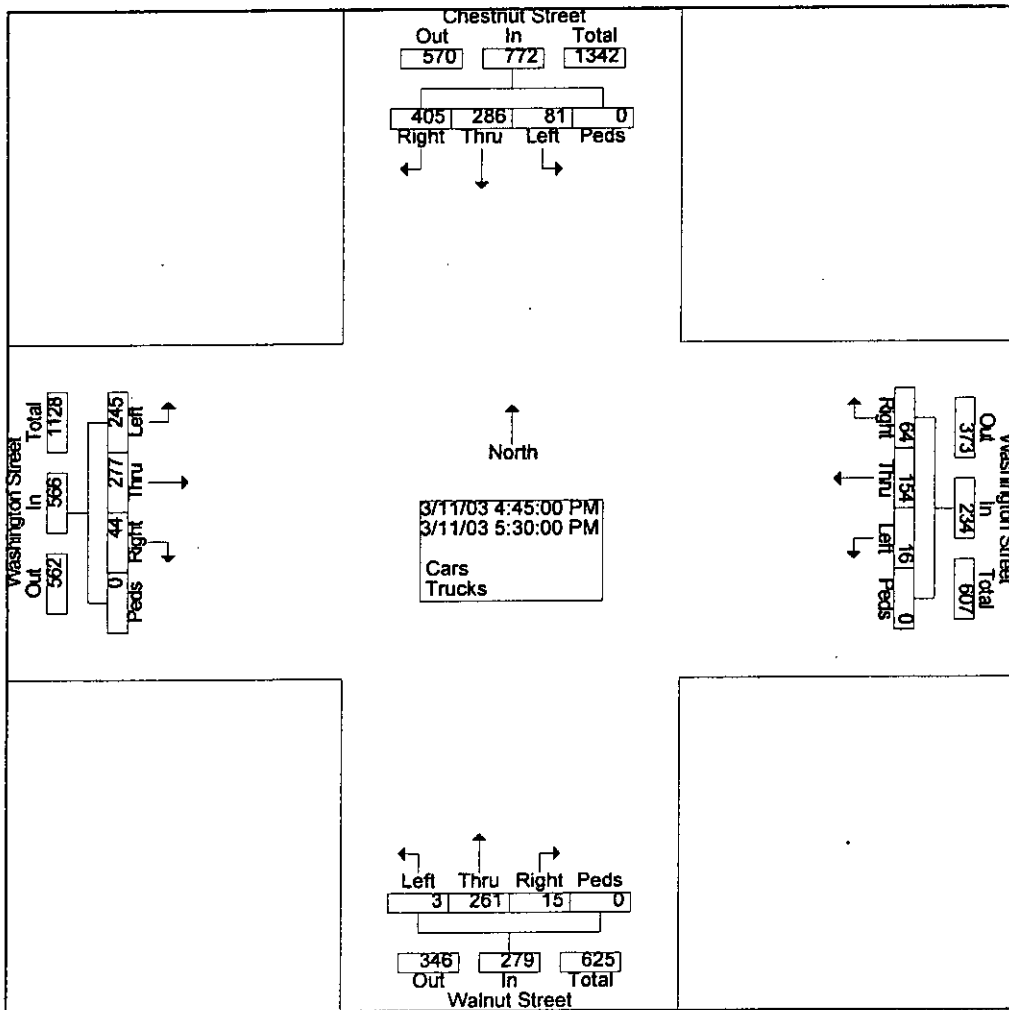 Chestnut Street
Out In Total
570 772 1342
405 286 81 0
Right Thru Left Peds
Washington Street
Total In Out
1128 566 562
245 277 44 0
Left Thru Right Peds
North
3/11/03 4:45:00 PM
3/11/03 5:30:00 PM
Cars
Trucks
Right Thru Left Peds
64 154 16 0
373 234 607
Out In Total
Washington Street
Left Thru Right Peds
3 261 15 0
346 279 625
Out In Total
Walnut Street